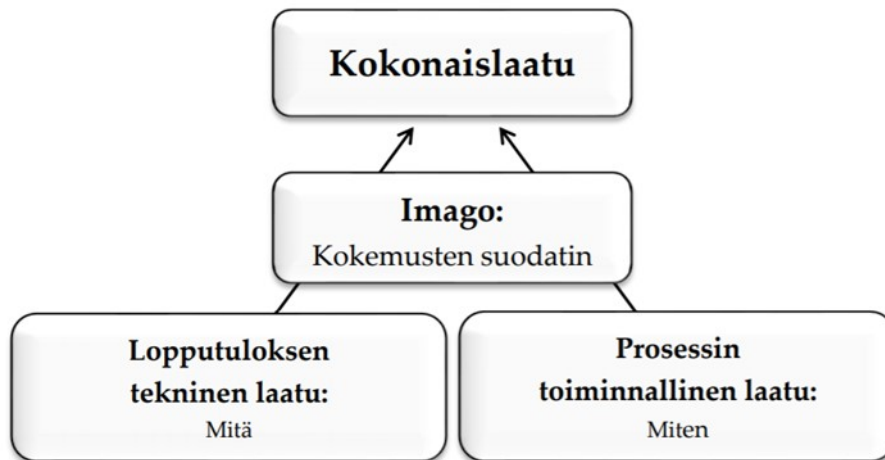 Kokonaislaatu
Imago:
Kokemusten suodatin
Lopputuloksen
tekninen laatu:
Mitä
Prosessin
toiminnallinen laatu:
Miten